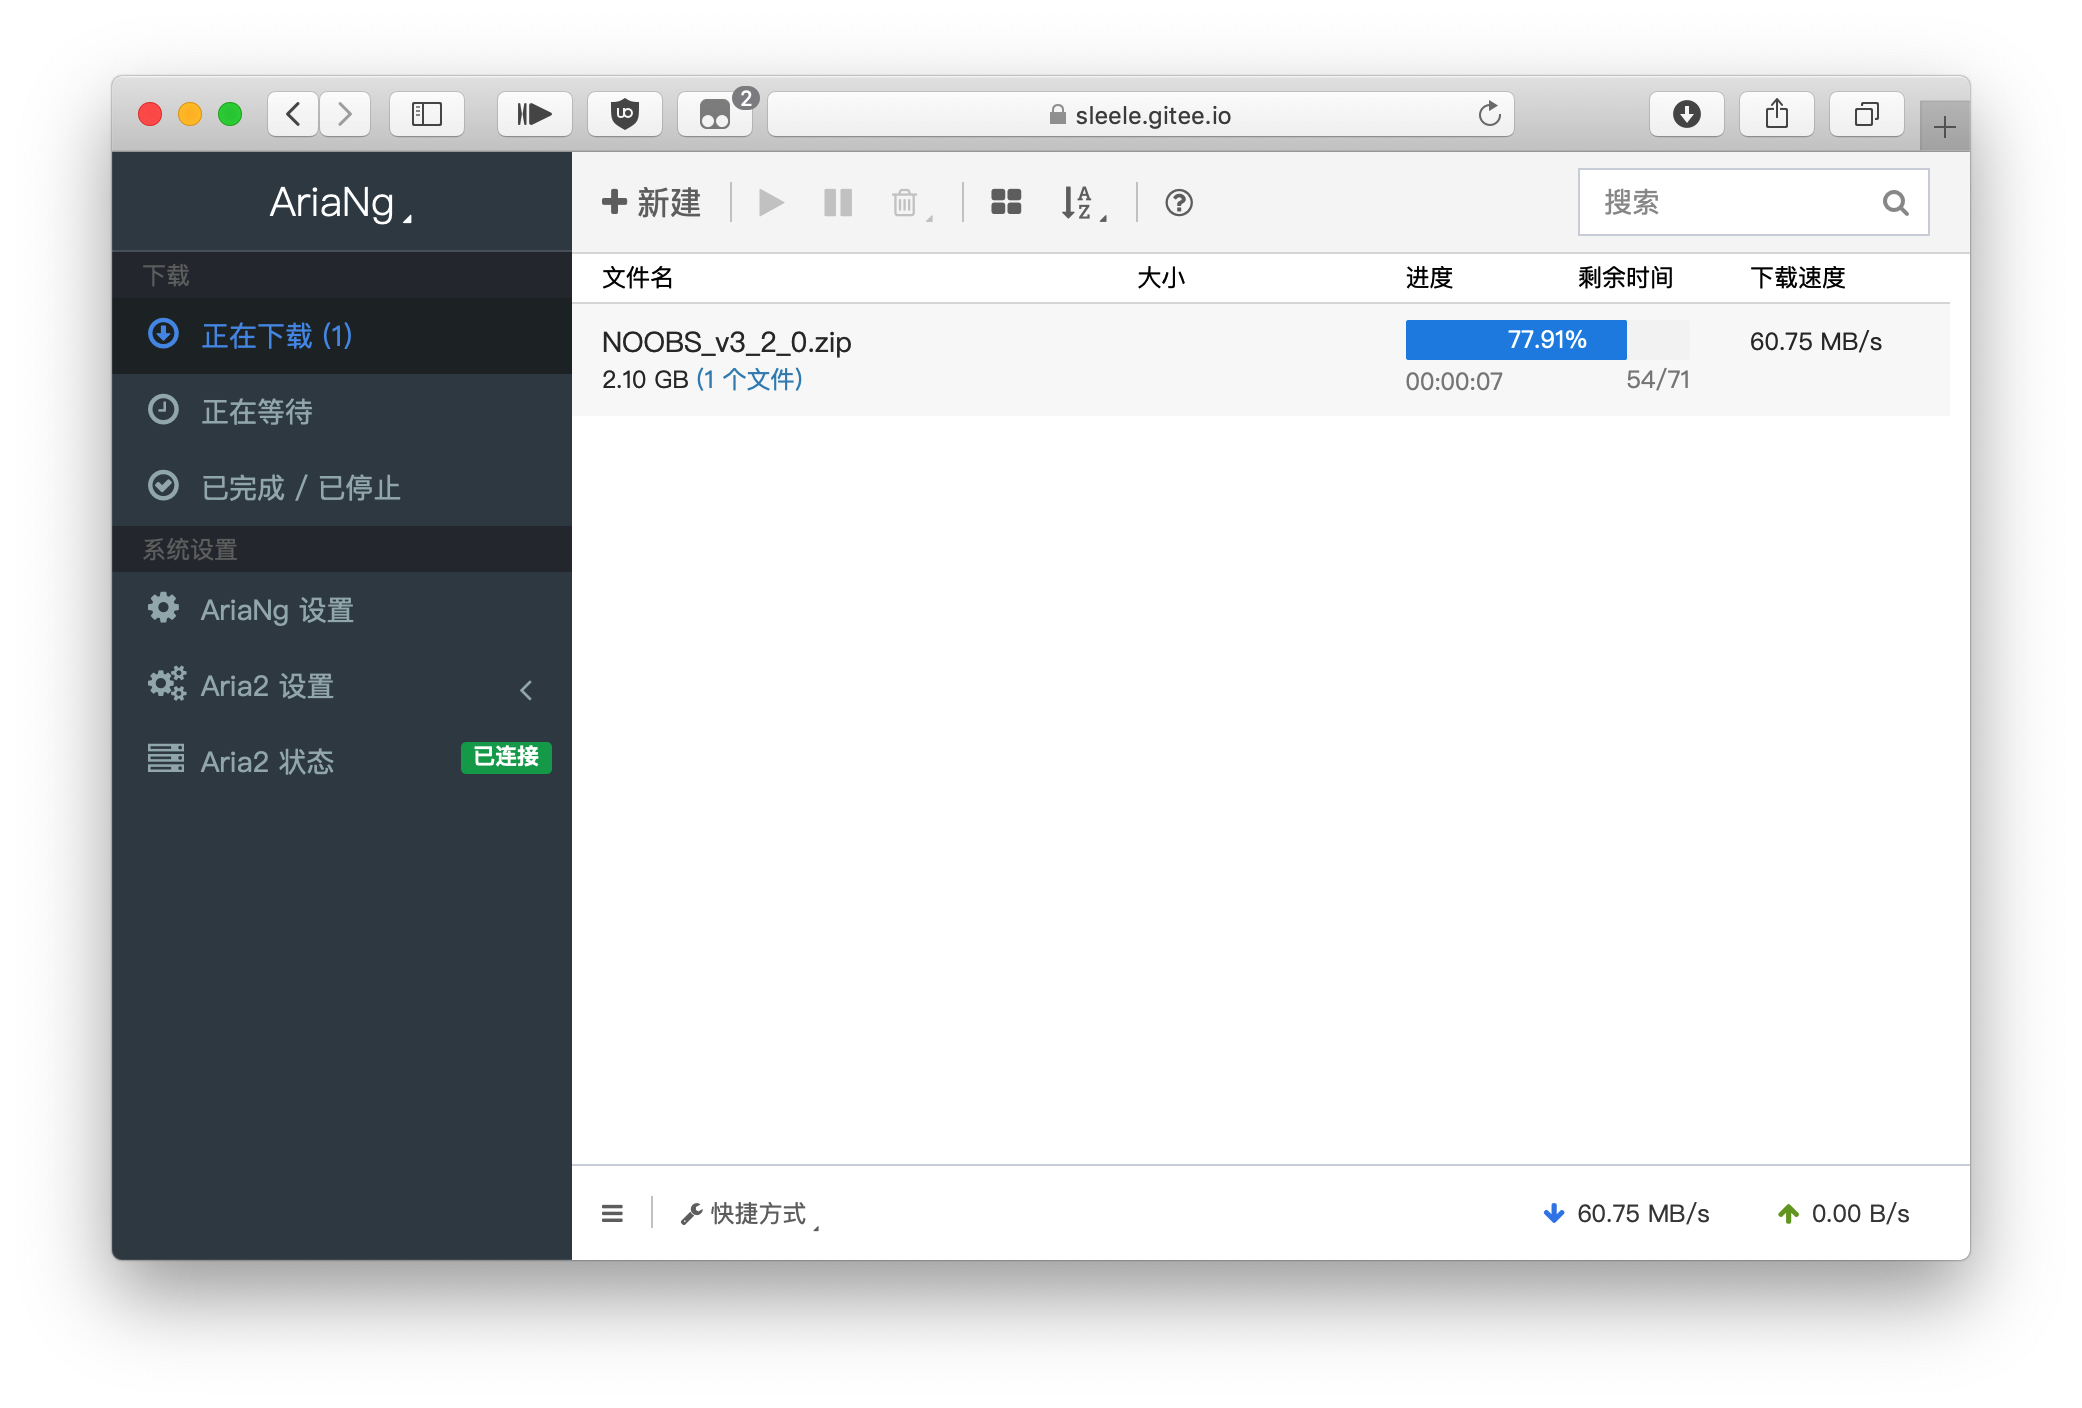 2
sleele.gitee.io
AriaNg
下载
正在下载 (1)
正在等待
已完成 / 已停止
系统设置
AriaNg 设置
Aria2 设置
Aria2 状态 已连接
新建
搜索
文件名 大小 进度 剩余时间 下载速度
NOOBS_v3_2_0.zip 77.91% 60.75 MB/s
2.10 GB (1 个文件) 00:00:07 54/71
快捷方式 60.75 MB/s 0.00 B/s